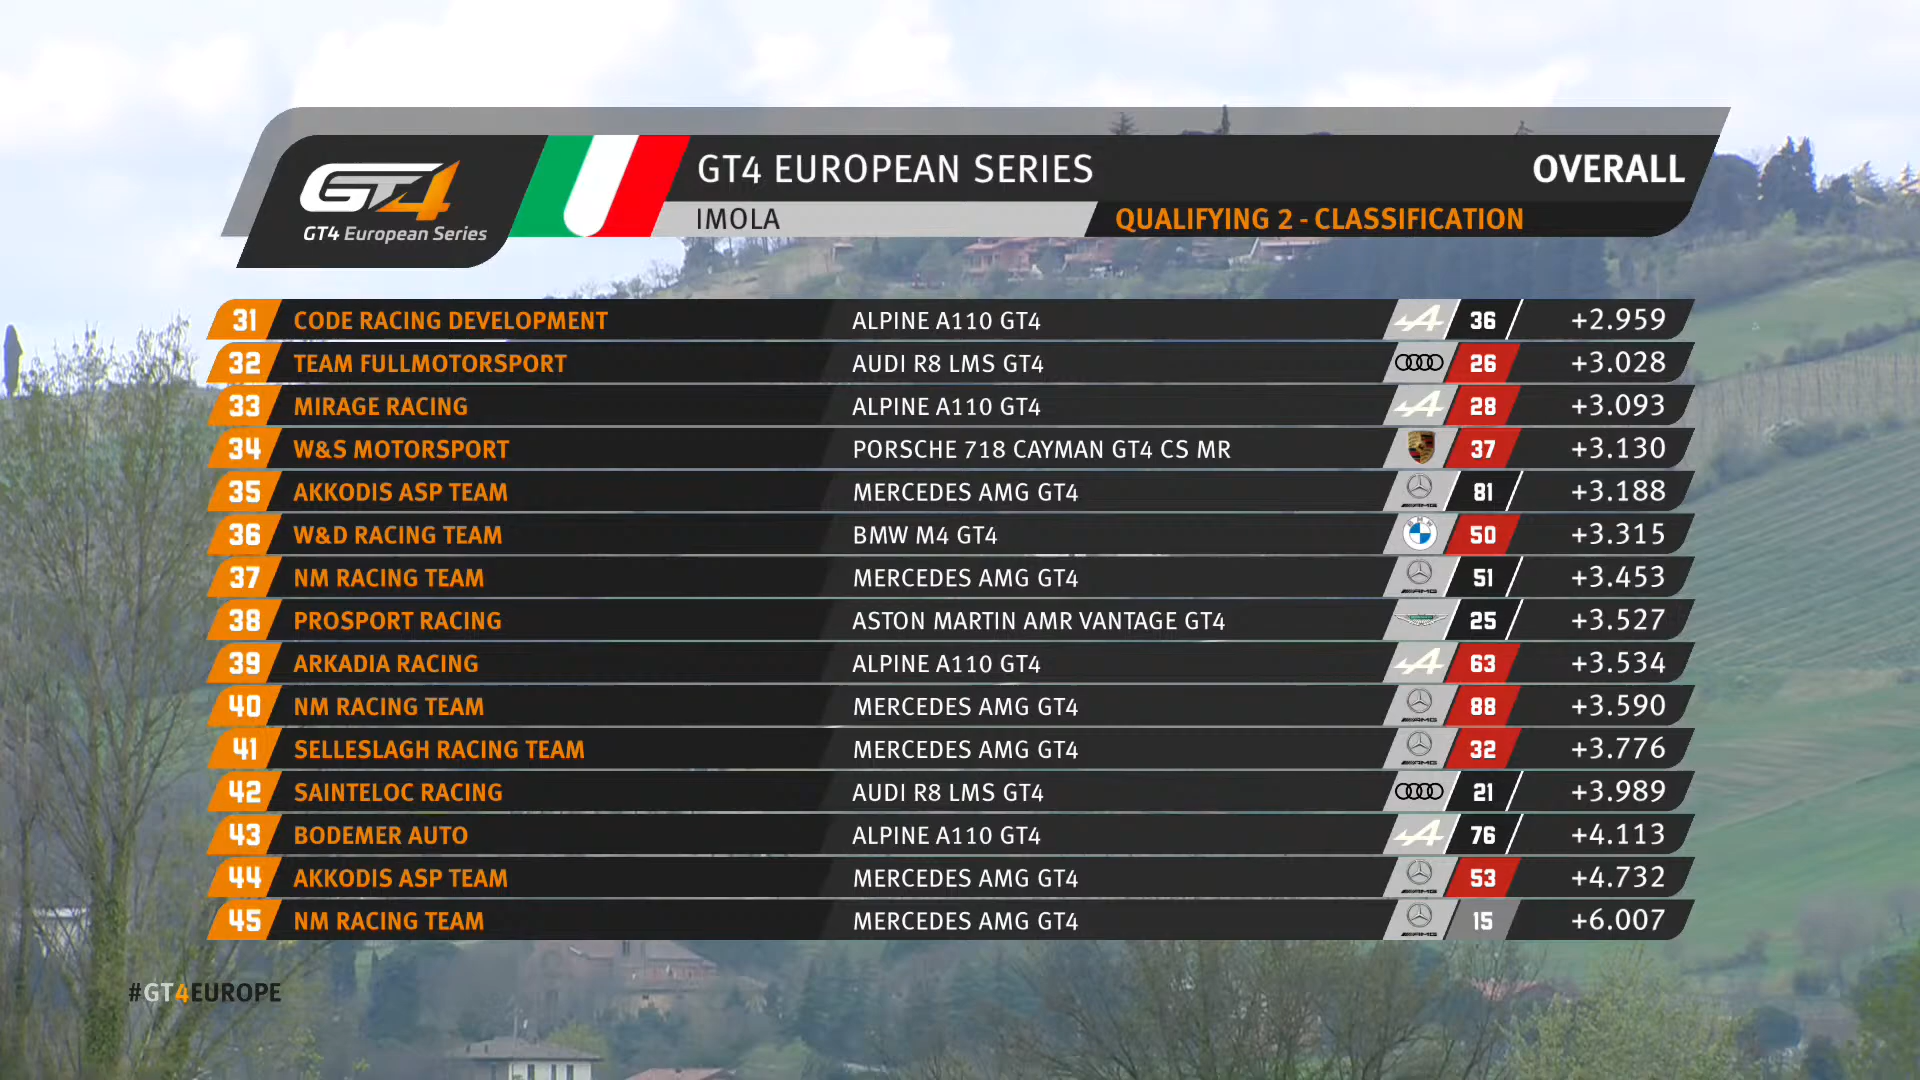 GT4 EUROPEAN SERIES OVERALL
GT4
GT4 European Series
IMOLA QUALIFYING 2 - CLASSIFICATION
31 CODE RACING DEVELOPMENT ALPINE A110 GT4 36 +2.959
32 TEAM FULLMOTORSPORT AUDI R8 LMS GT4 26 +3.028
33 MIRAGE RACING ALPINE A110 GT4 28 +3.093
34 W&S MOTORSPORT PORSCHE 718 CAYMAN GT4 CS MR 37 +3.130
35 AKKODIS ASP TEAM MERCEDES AMG GT4 81 +3.188
36 W&D RACING TEAM BMW M4 GT4 50 +3.315
37 NM RACING TEAM MERCEDES AMG GT4 51 +3.453
38 PROSPORT RACING ASTON MARTIN AMR VANTAGE GT4 25 +3.527
39 ARKADIA RACING ALPINE A110 GT4 63 +3.534
40 NM RACING TEAM MERCEDES AMG GT4 88 +3.590
41 SELLESLAGH RACING TEAM MERCEDES AMG GT4 32 +3.776
42 SAINTELOC RACING AUDI R8 LMS GT4 21 +3.989
43 BODEMER AUTO ALPINE A110 GT4 76 +4.113
44 AKKODIS ASP TEAM MERCEDES AMG GT4 53 +4.732
45 NM RACING TEAM MERCEDES AMG GT4 15 +6.007
#GT4EUROPE